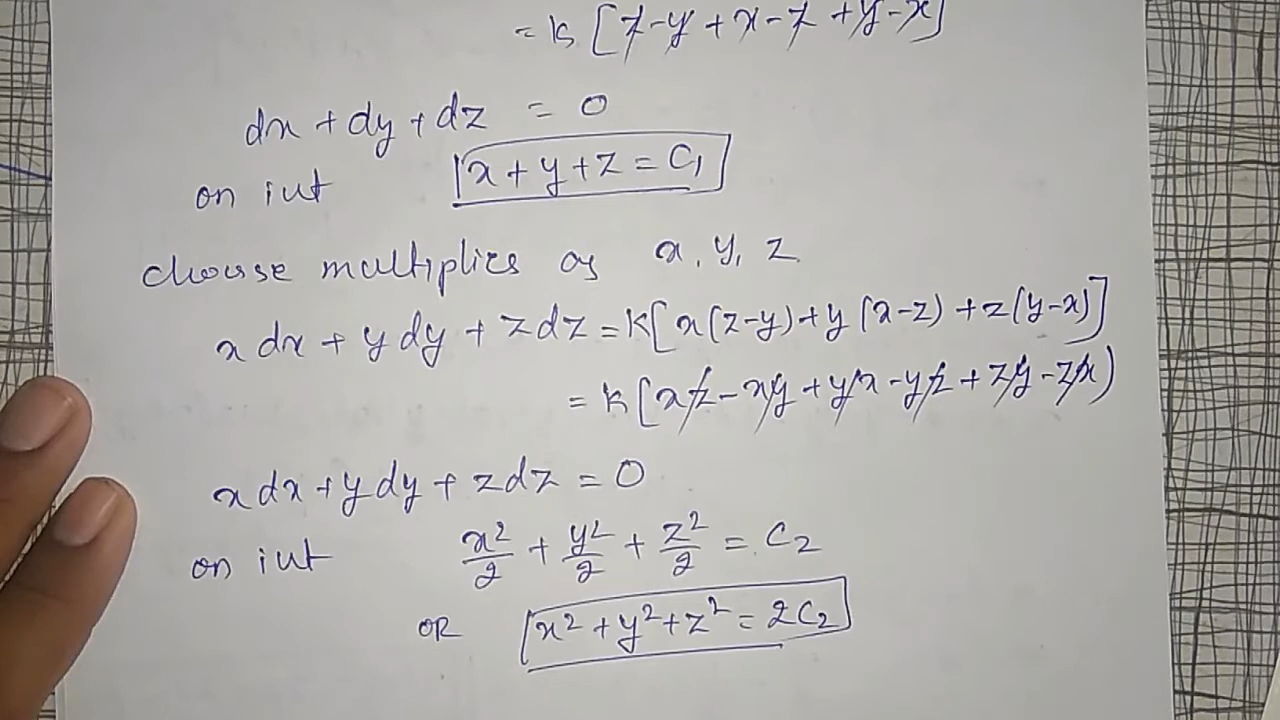 = k [z-y + x-z + y-x]
dx + dy + dz = 0
on int x + y + z = C₁
choose multiplies as x, y, z
x dx + y dy + z dz = k[x(z-y) + y(x-z) + z(y-x)]
= k [xz - xy + yx - yz + zy - zx)
x dx + y dy + z dz = 0
on int x²/2 + y²/2 + z²/2 = C₂
OR x² + y² + z² = 2C₂